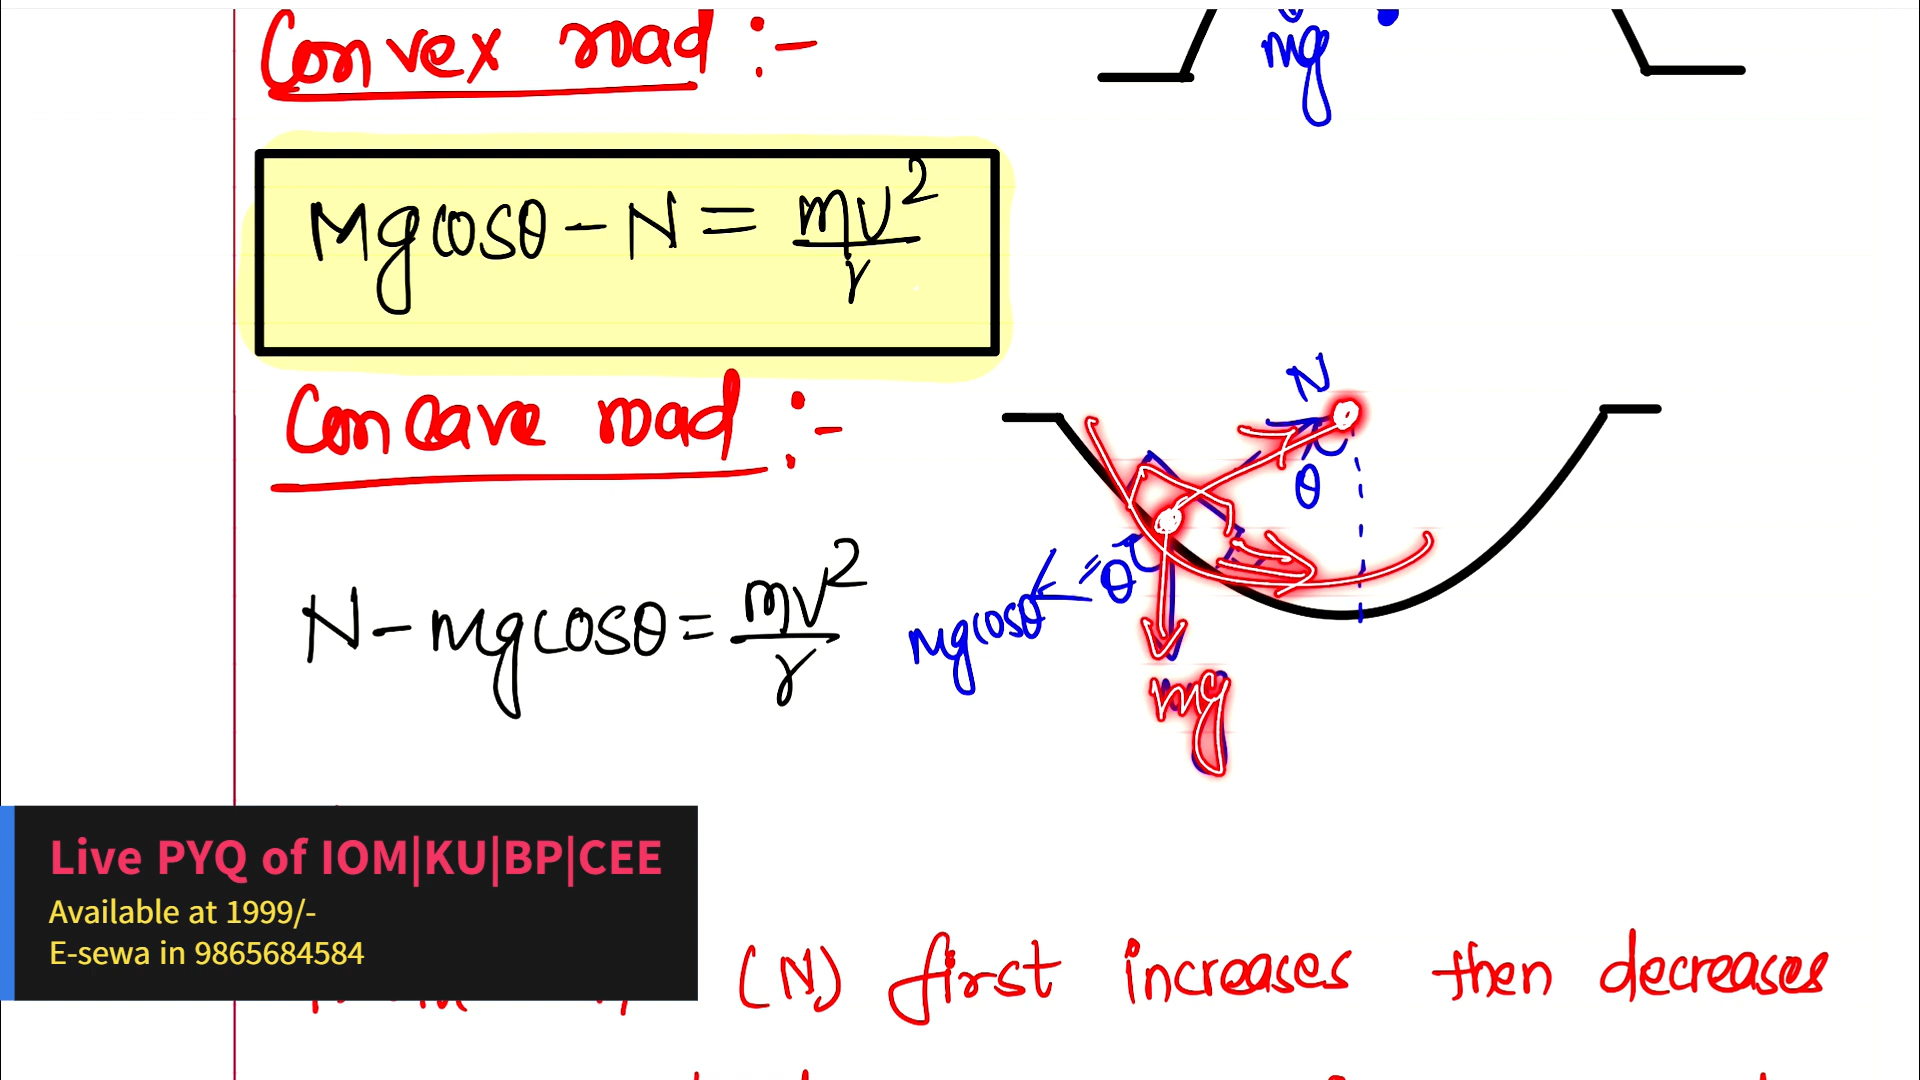 Convex road :-
mg
Mgcosθ - N = mv²/r
Concave road :-
N
θ
N - mgcosθ = mv²/r
mgcosθ
θ
mg
Live PYQ of IOM|KU|BP|CEE
Available at 1999/-
E-sewa in 9865684584
(N) first increases then decreases